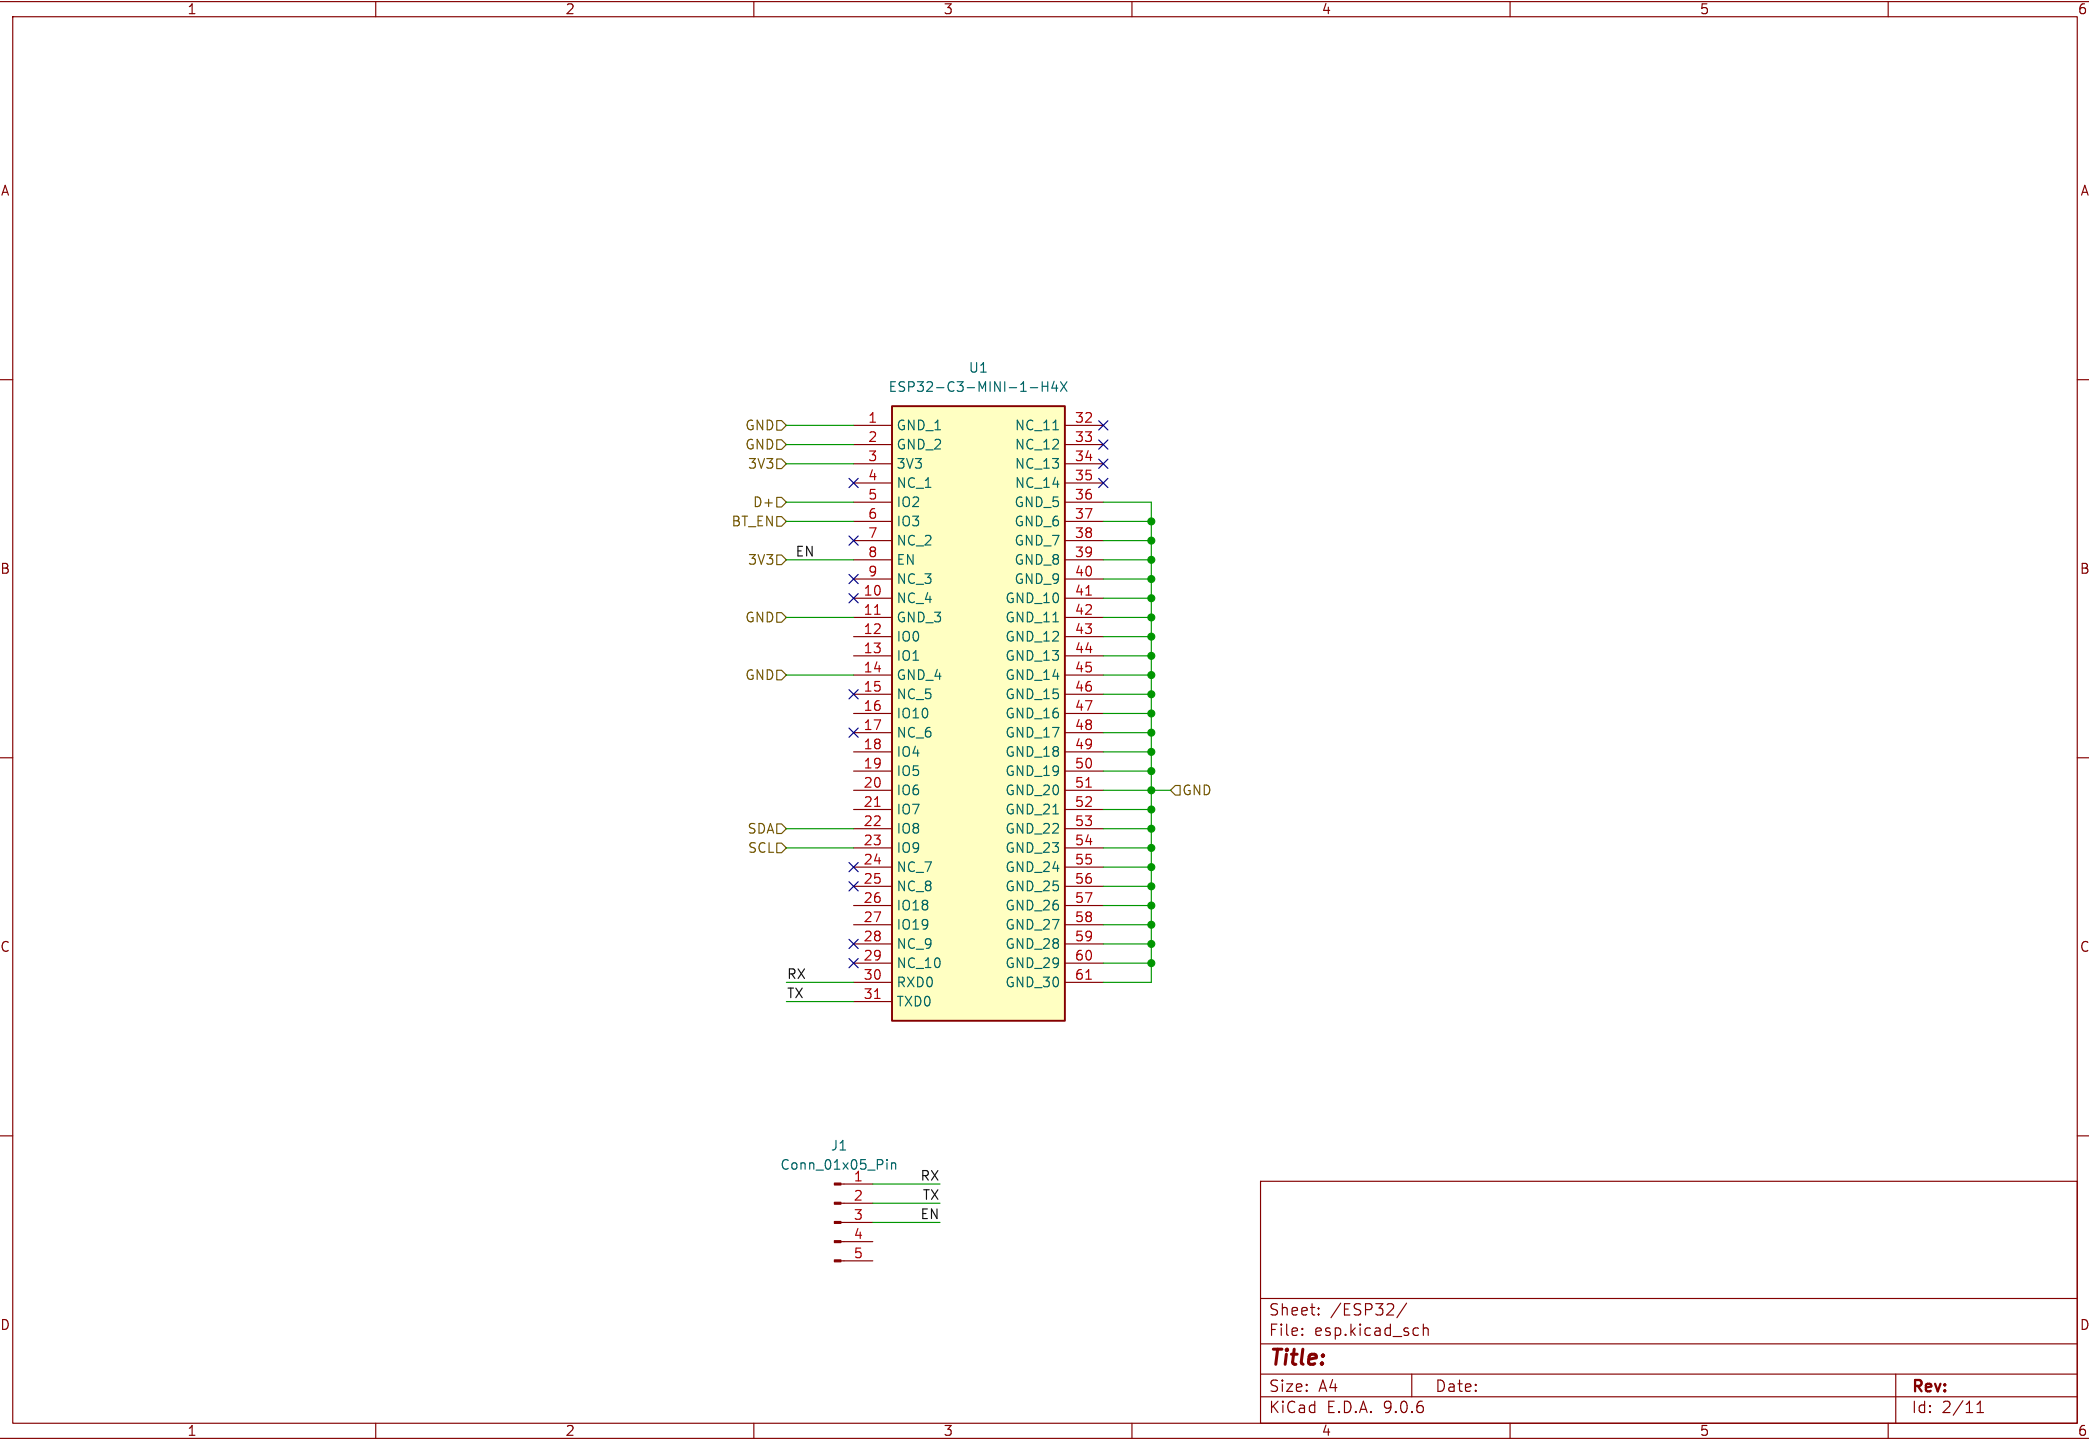 1 2 3 4 5 6
A A
U1
ESP32-C3-MINI-1-H4X
GND 1 GND_1 NC_11 32
GND 2 GND_2 NC_12 33
3V3 3 3V3 NC_13 34
4 NC_1 NC_14 35
D+ 5 IO2 GND_5 36
BT_EN 6 IO3 GND_6 37
7 NC_2 GND_7 38
3V3 EN 8 EN GND_8 39
B B
9 NC_3 GND_9 40
10 NC_4 GND_10 41
GND 11 GND_3 GND_11 42
12 IO0 GND_12 43
13 IO1 GND_13 44
GND 14 GND_4 GND_14 45
15 NC_5 GND_15 46
16 IO10 GND_16 47
17 NC_6 GND_17 48
18 IO4 GND_18 49
19 IO5 GND_19 50
20 IO6 GND_20 51 GND
21 IO7 GND_21 52
SDA 22 IO8 GND_22 53
SCL 23 IO9 GND_23 54
24 NC_7 GND_24 55
25 NC_8 GND_25 56
26 IO18 GND_26 57
27 IO19 GND_27 58
C C
28 NC_9 GND_28 59
29 NC_10 GND_29 60
RX 30 RXD0 GND_30 61
TX 31 TXD0
J1
Conn_01x05_Pin
1 RX
2 TX
3 EN
4
5
Sheet: /ESP32/
D D
File: esp.kicad_sch
Title:
Size: A4 Date: Rev:
KiCad E.D.A. 9.0.6 Id: 2/11
1 2 3 4 5 6